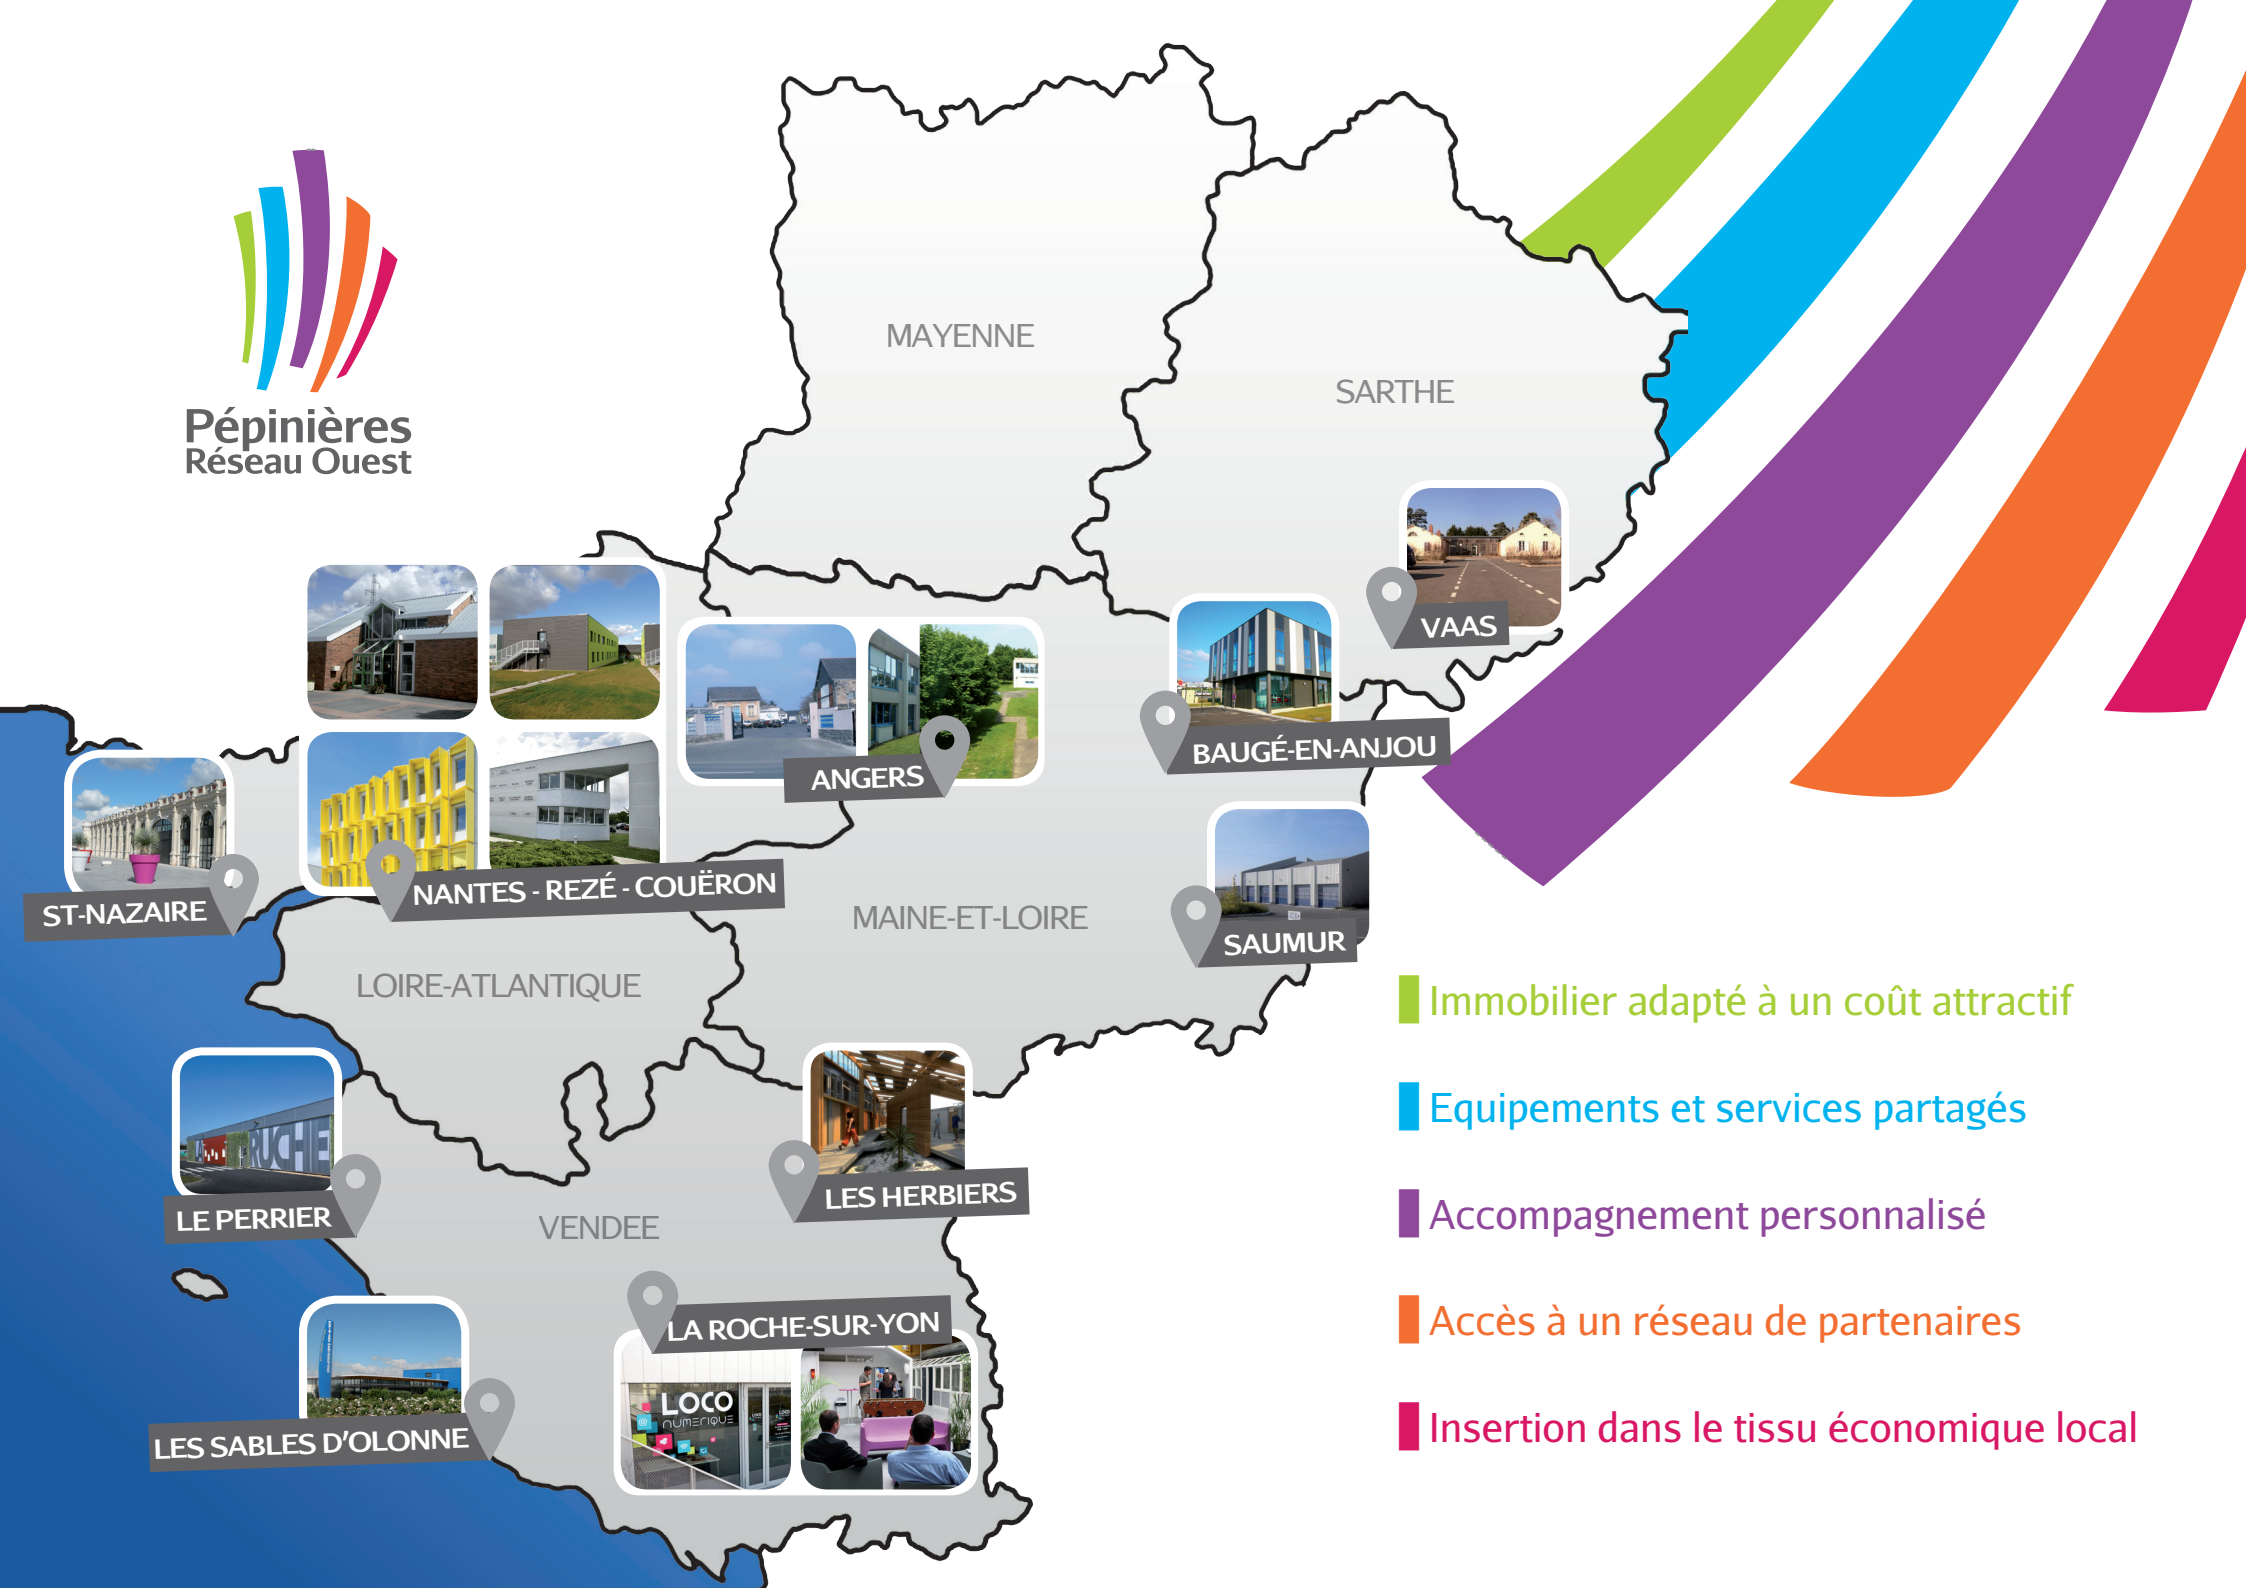 Pépinières
Réseau Ouest
MAYENNE
SARTHE
VAAS
BAUGÉ-EN-ANJOU
ANGERS
NANTES - REZÉ - COUËRON
ST-NAZAIRE
MAINE-ET-LOIRE
SAUMUR
LOIRE-ATLANTIQUE
RUCHE
LE PERRIER
LES HERBIERS
VENDEE
LA ROCHE-SUR-YON
LOCO
NUMERIQUE
LES SABLES D'OLONNE
Immobilier adapté à un coût attractif
Equipements et services partagés
Accompagnement personnalisé
Accès à un réseau de partenaires
Insertion dans le tissu économique local